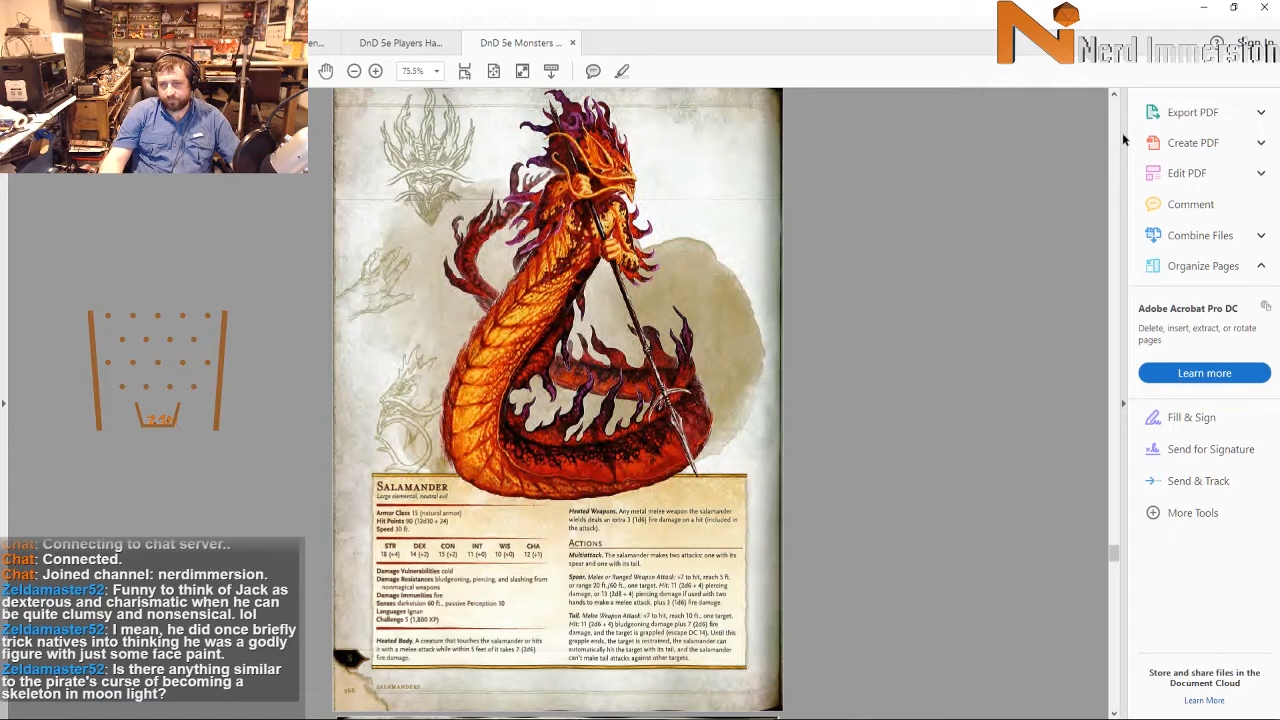 en...
DnD 5e Players Ha...
DnD 5e Monsters ...
Nerd Immersion
Sign In
75.5%
Export PDF
Create PDF
Edit PDF
Comment
Combine Files
Organize Pages
Adobe Acrobat Pro DC
Delete, insert, extract, or rotate
pages
Learn more
Fill & Sign
Send for Signature
Send & Track
More Tools
Store and share files in the
Document Cloud
Learn More
SALAMANDER
Large elemental, neutral evil
Armor Class 15 (natural armor)
Hit Points 90 (12d10 + 24)
Speed 30 ft.
STR DEX CON INT WIS CHA
18 (+4) 14 (+2) 15 (+2) 11 (+0) 10 (+0) 12 (+1)
Damage Vulnerabilities cold
Damage Resistances bludgeoning, piercing, and slashing from
nonmagical weapons
Damage Immunities fire
Senses darkvision 60 ft., passive Perception 10
Languages Ignan
Challenge 5 (1,800 XP)
Heated Body. A creature that touches the salamander or hits
it with a melee attack while within 5 feet of it takes 7 (2d6)
fire damage.
Heated Weapons. Any metal melee weapon the salamander
wields deals an extra 3 (1d6) fire damage on a hit (included in
the attack).
ACTIONS
Multiattack. The salamander makes two attacks: one with its
spear and one with its tail.
Spear. Melee or Ranged Weapon Attack: +7 to hit, reach 5 ft.
or range 20 ft./60 ft., one target. Hit: 11 (2d6 + 4) piercing
damage, or 13 (2d8 + 4) piercing damage if used with two
hands to make a melee attack, plus 3 (1d6) fire damage.
Tail. Melee Weapon Attack: +7 to hit, reach 10 ft., one target.
Hit: 11 (2d6 + 4) bludgeoning damage plus 7 (2d6) fire
damage, and the target is grappled (escape DC 14). Until this
grapple ends, the target is restrained, the salamander can
automatically hit the target with its tail, and the salamander
can't make tail attacks against other targets.
S
266
SALAMANDERS
Chat: Connecting to chat server..
Chat: Connected.
Chat: Joined channel: nerdimmersion.
Zeldamaster52: Funny to think of Jack as
dexterous and charismatic when he can
be quite clumsy and nonsensical. lol
Zeldamaster52: I mean, he did once briefly
trick natives into thinking he was a godly
figure with just some face paint.
Zeldamaster52: Is there anything similar
to the pirate's curse of becoming a
skeleton in moon light?